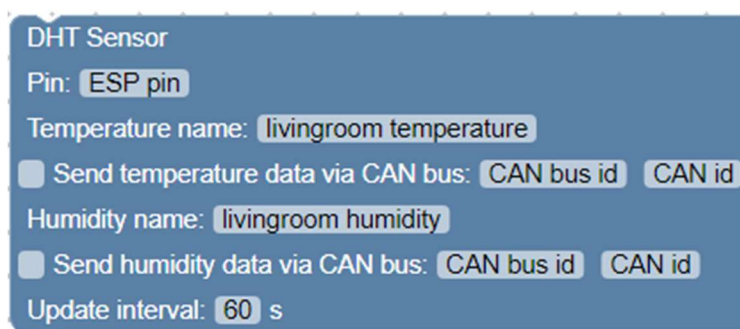 DHT Sensor
Pin: ESP pin
Temperature name: livingroom temperature
Send temperature data via CAN bus: CAN bus id CAN id
Humidity name: livingroom humidity
Send humidity data via CAN bus: CAN bus id CAN id
Update interval: 60 s